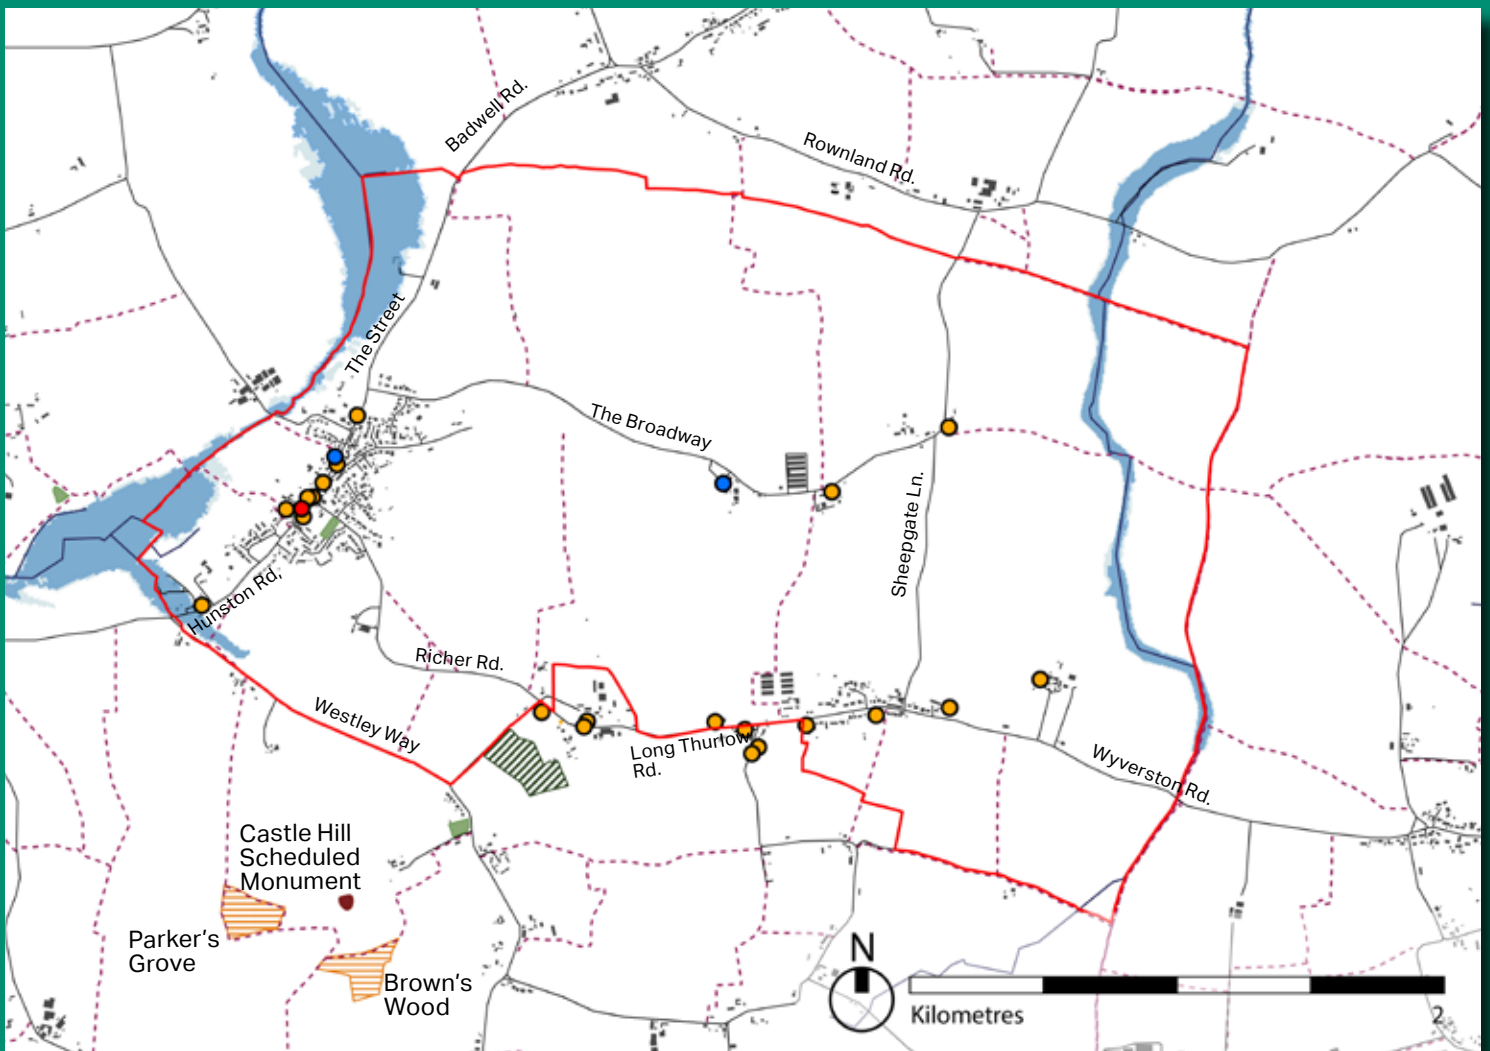 Badwell Rd.
Rownland Rd.
The Street
The Broadway
Sheepgate Ln.
Hunston Rd,
Richer Rd.
Westley Way
Long Thurlow
Rd.
Wyverston Rd.
Castle Hill
Scheduled
Monument
Parker's
Grove
Brown's
Wood
N
Kilometres
2